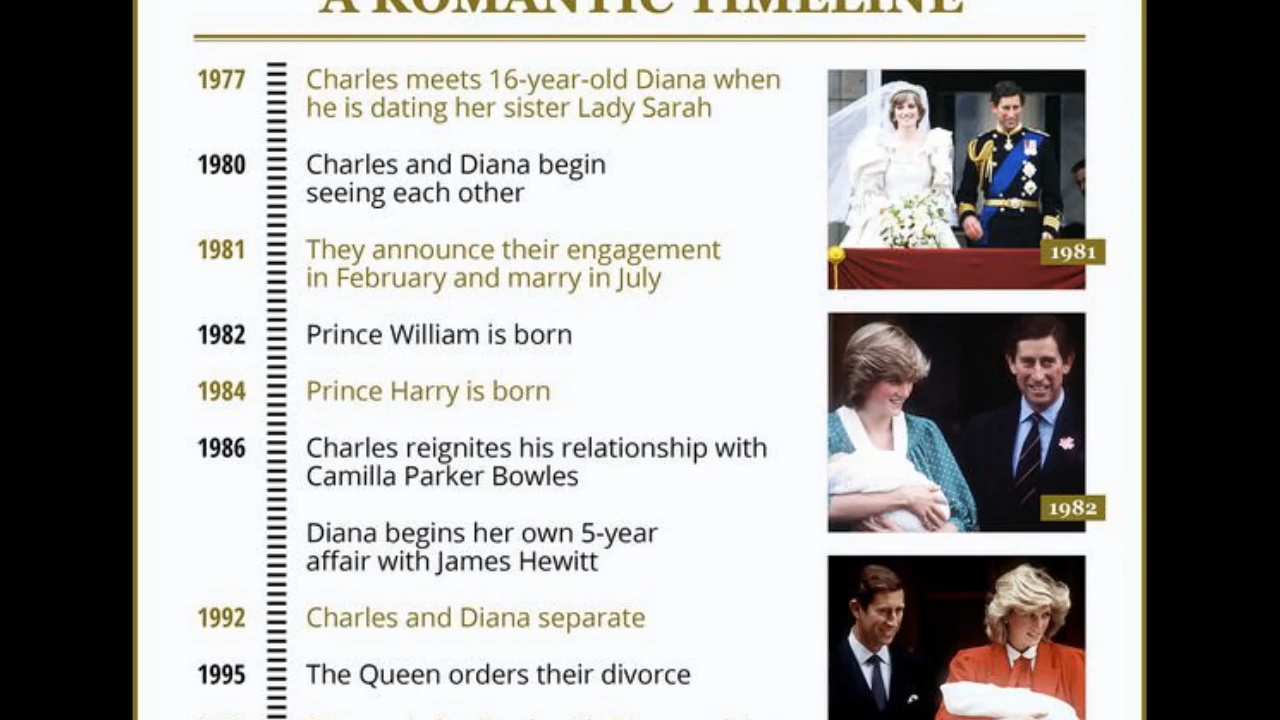 A ROMANTIC TIMELINE
1977
Charles meets 16-year-old Diana when
he is dating her sister Lady Sarah
1980
Charles and Diana begin
seeing each other
1981
They announce their engagement
in February and marry in July
1981
1982
Prince William is born
1984
Prince Harry is born
1986
Charles reignites his relationship with
Camilla Parker Bowles
Diana begins her own 5-year
affair with James Hewitt
1982
1992
Charles and Diana separate
1995
The Queen orders their divorce